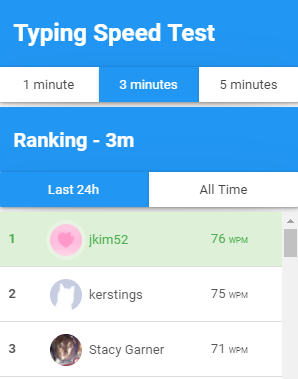 Typing Speed Test
1 minute 3 minutes 5 minutes
Ranking - 3m
Last 24h All Time
1 jkim52 76 WPM
2 kerstings 75 WPM
3 Stacy Garner 71 WPM